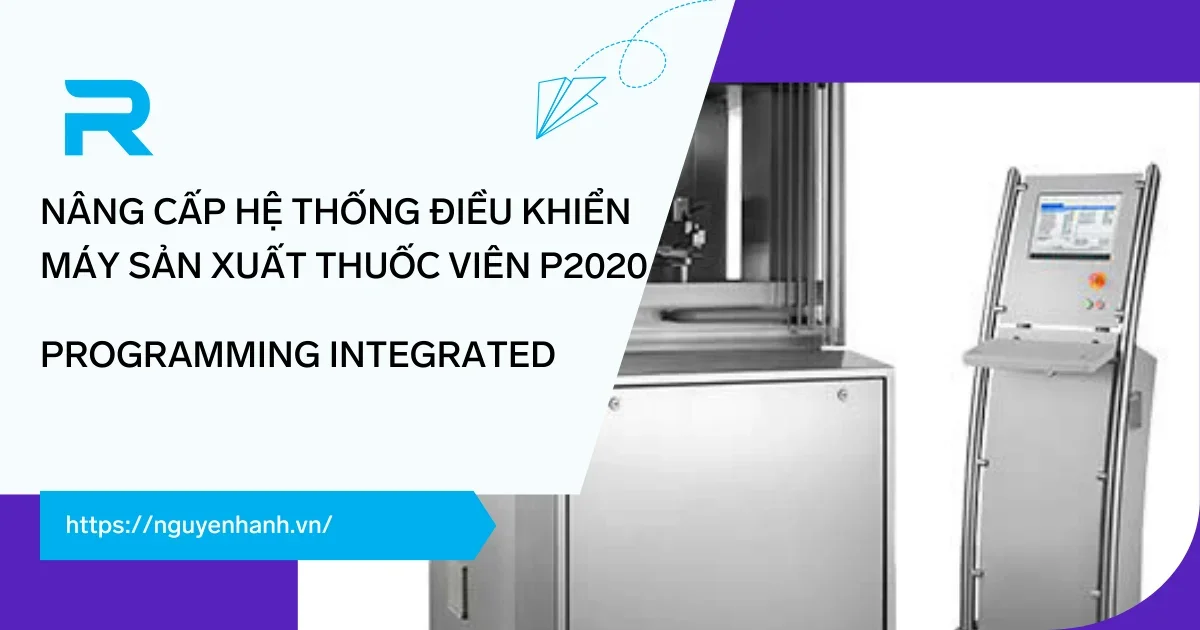 NÂNG CẤP HỆ THỐNG ĐIỀU KHIỂN
MÁY SẢN XUẤT THUỐC VIÊN P2020
PROGRAMMING INTEGRATED
https://nguyenhanh.vn/